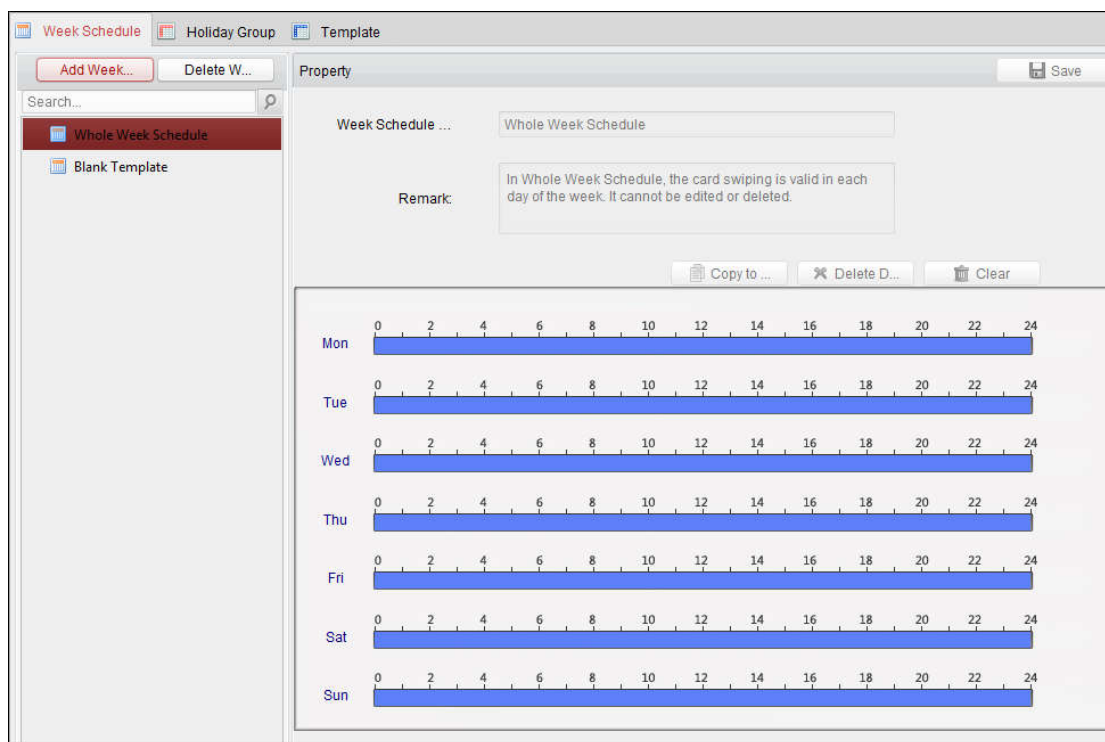 Week Schedule Holiday Group Template
Add Week... Delete W... Property Save
Search...
Whole Week Schedule
Blank Template
Week Schedule ... Whole Week Schedule
Remark: In Whole Week Schedule, the card swiping is valid in each
day of the week. It cannot be edited or deleted.
Copy to ... Delete D... Clear
0 2 4 6 8 10 12 14 16 18 20 22 24
Mon
0 2 4 6 8 10 12 14 16 18 20 22 24
Tue
0 2 4 6 8 10 12 14 16 18 20 22 24
Wed
0 2 4 6 8 10 12 14 16 18 20 22 24
Thu
0 2 4 6 8 10 12 14 16 18 20 22 24
Fri
0 2 4 6 8 10 12 14 16 18 20 22 24
Sat
0 2 4 6 8 10 12 14 16 18 20 22 24
Sun